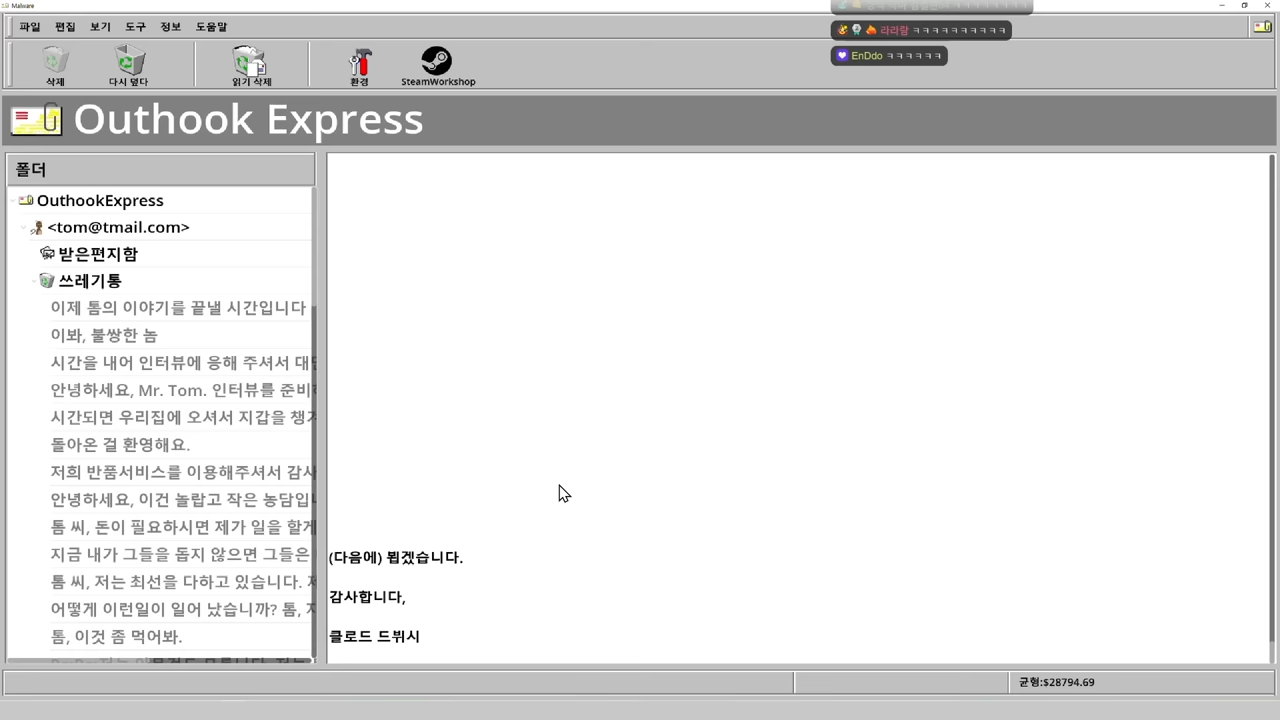 Malware
파일 편집 보기 도구 정보 도움말
라라함 ㅋㅋㅋㅋㅋㅋㅋㅋㅋㅋ
EnDdo ㅋㅋㅋㅋㅋㅋ
삭제 다시 덮다 읽기 삭제 환경 SteamWorkshop
Outhook Express
폴더
OuthookExpress
<tom@tmail.com>
받은편지함
쓰레기통
이제 톰의 이야기를 끝낼 시간입니다
이봐, 불쌍한 놈
시간을 내어 인터뷰에 응해 주셔서 대단
안녕하세요, Mr. Tom. 인터뷰를 준비하
시간되면 우리집에 오셔서 지갑을 챙겨
돌아온 걸 환영해요.
저희 반품서비스를 이용해주셔서 감사
안녕하세요, 이건 놀랍고 작은 농담입니
톰 씨, 돈이 필요하시면 제가 일을 할게
지금 내가 그들을 돕지 않으면 그들은
톰 씨, 저는 최선을 다하고 있습니다. 제
어떻게 이런일이 일어 났습니까? 톰, 지
톰, 이것 좀 먹어봐.
(다음에) 뵙겠습니다.
감사합니다,
클로드 드뷔시
균형:$28794.69